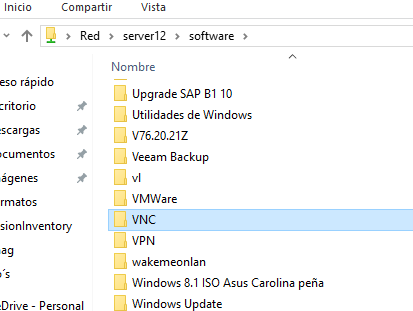 Inicio Compartir Vista
Red server12 software
Nombre
eso rápido
critorio
escargas
ocumentos
ágenes
ormatos
sionInventory
ag
o´s
eDrive - Personal
Upgrade SAP B1 10
Utilidades de Windows
V76.20.21Z
Veeam Backup
vl
VMWare
VNC
VPN
wakemeonlan
Windows 8.1 ISO Asus Carolina peña
Windows Update